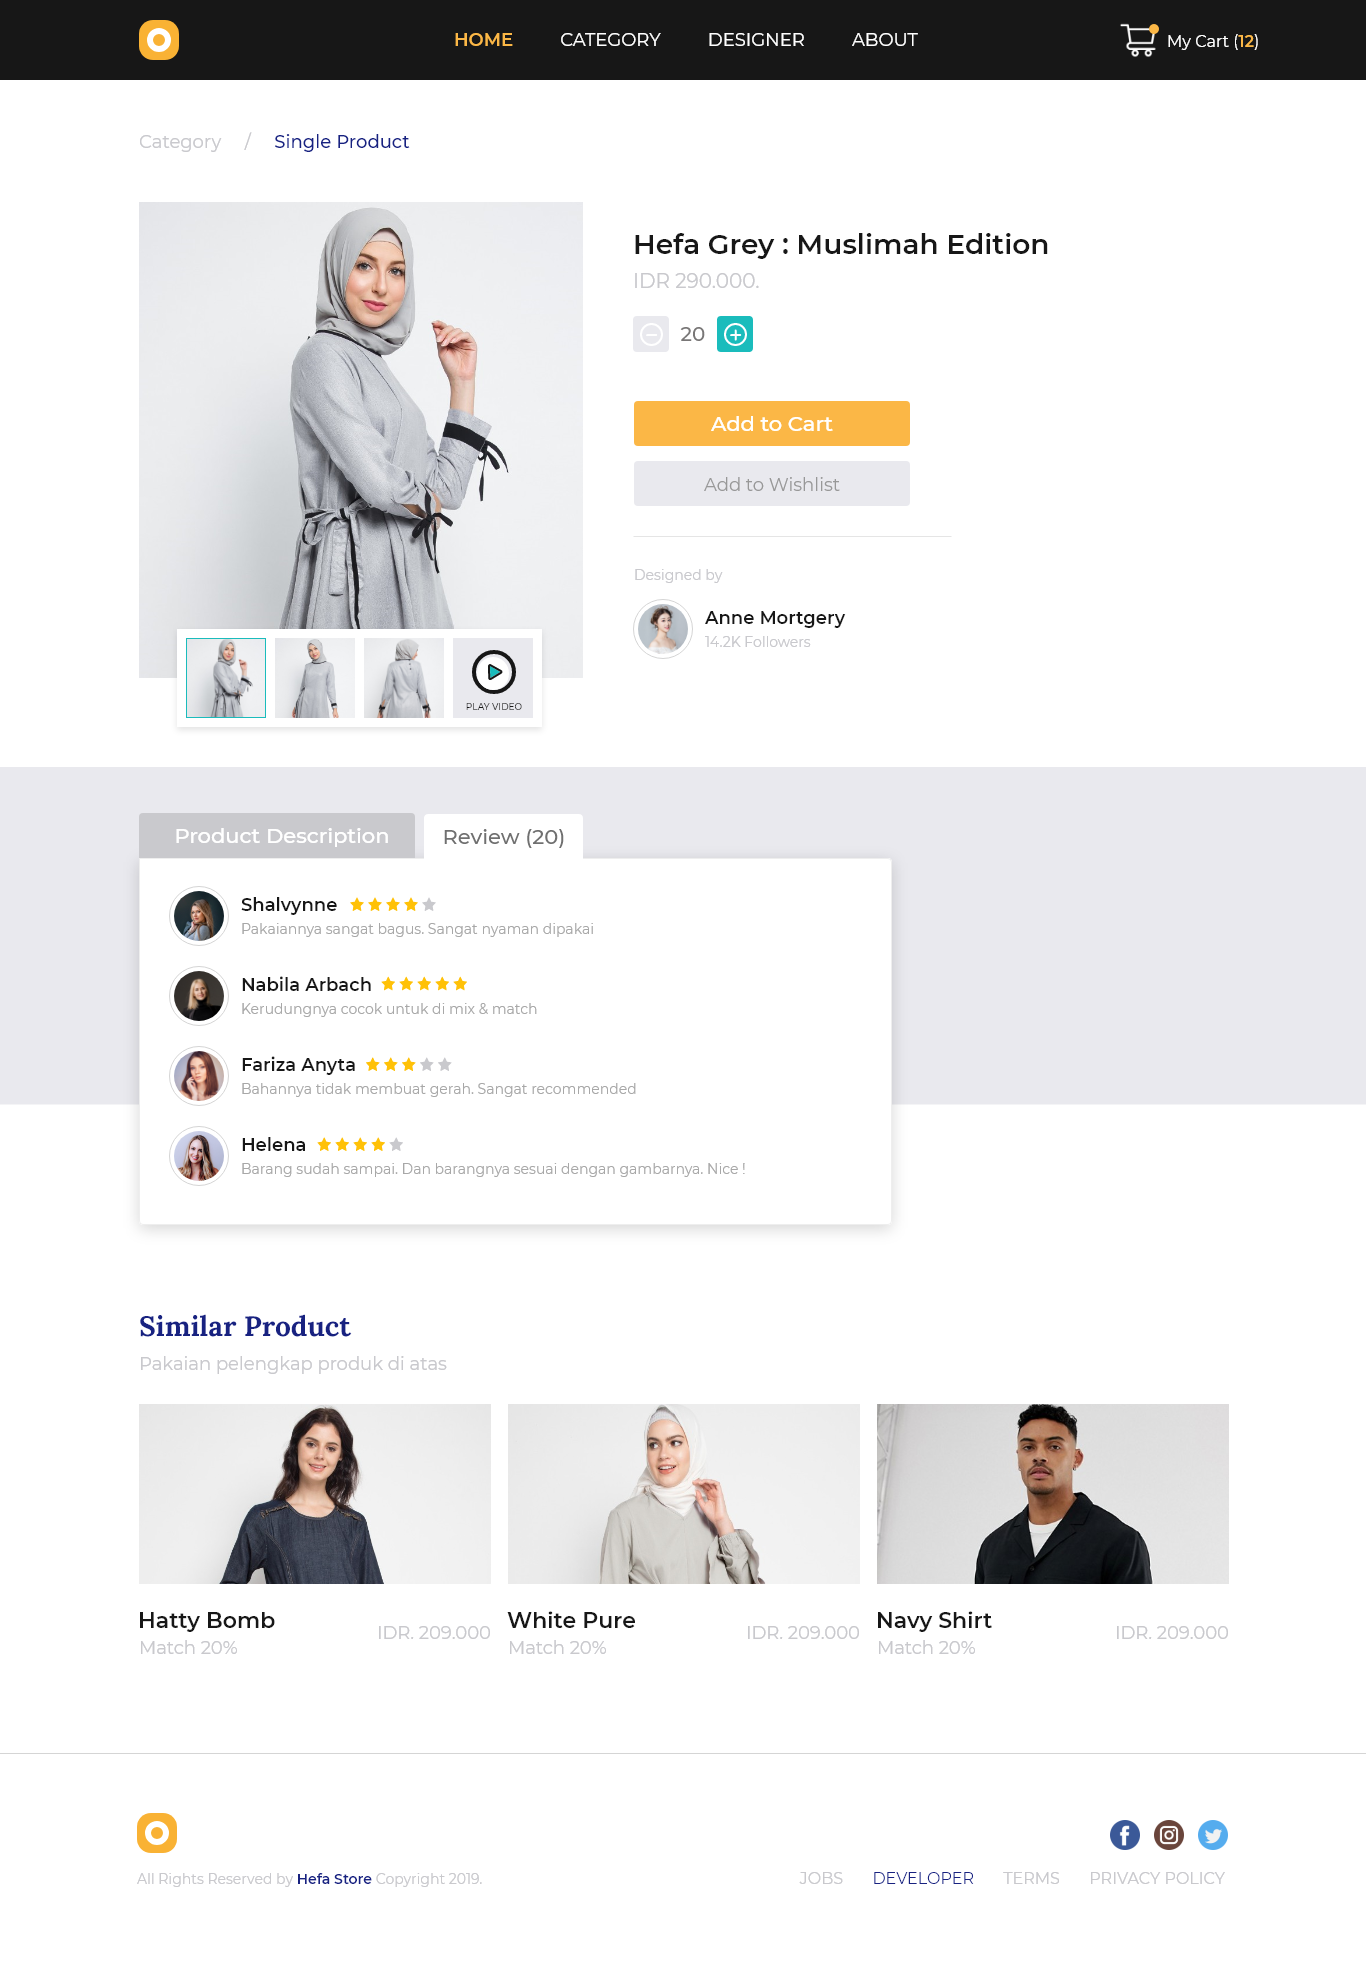 HOME CATEGORY DESIGNER ABOUT My Cart (12)
Category / Single Product
Hefa Grey : Muslimah Edition
IDR 290.000.
20
Add to Cart
Add to Wishlist
Designed by
Anne Mortgery
14.2K Followers
PLAY VIDEO
Product Description Review (20)
Shalvynne
Pakaiannya sangat bagus. Sangat nyaman dipakai
Nabila Arbach
Kerudungnya cocok untuk di mix & match
Fariza Anyta
Bahannya tidak membuat gerah. Sangat recommended
Helena
Barang sudah sampai. Dan barangnya sesuai dengan gambarnya. Nice !
Similar Product
Pakaian pelengkap produk di atas
Hatty Bomb
Match 20%
IDR. 209.000
White Pure
Match 20%
IDR. 209.000
Navy Shirt
Match 20%
IDR. 209.000
All Rights Reserved by Hefa Store Copyright 2019.
JOBS DEVELOPER TERMS PRIVACY POLICY